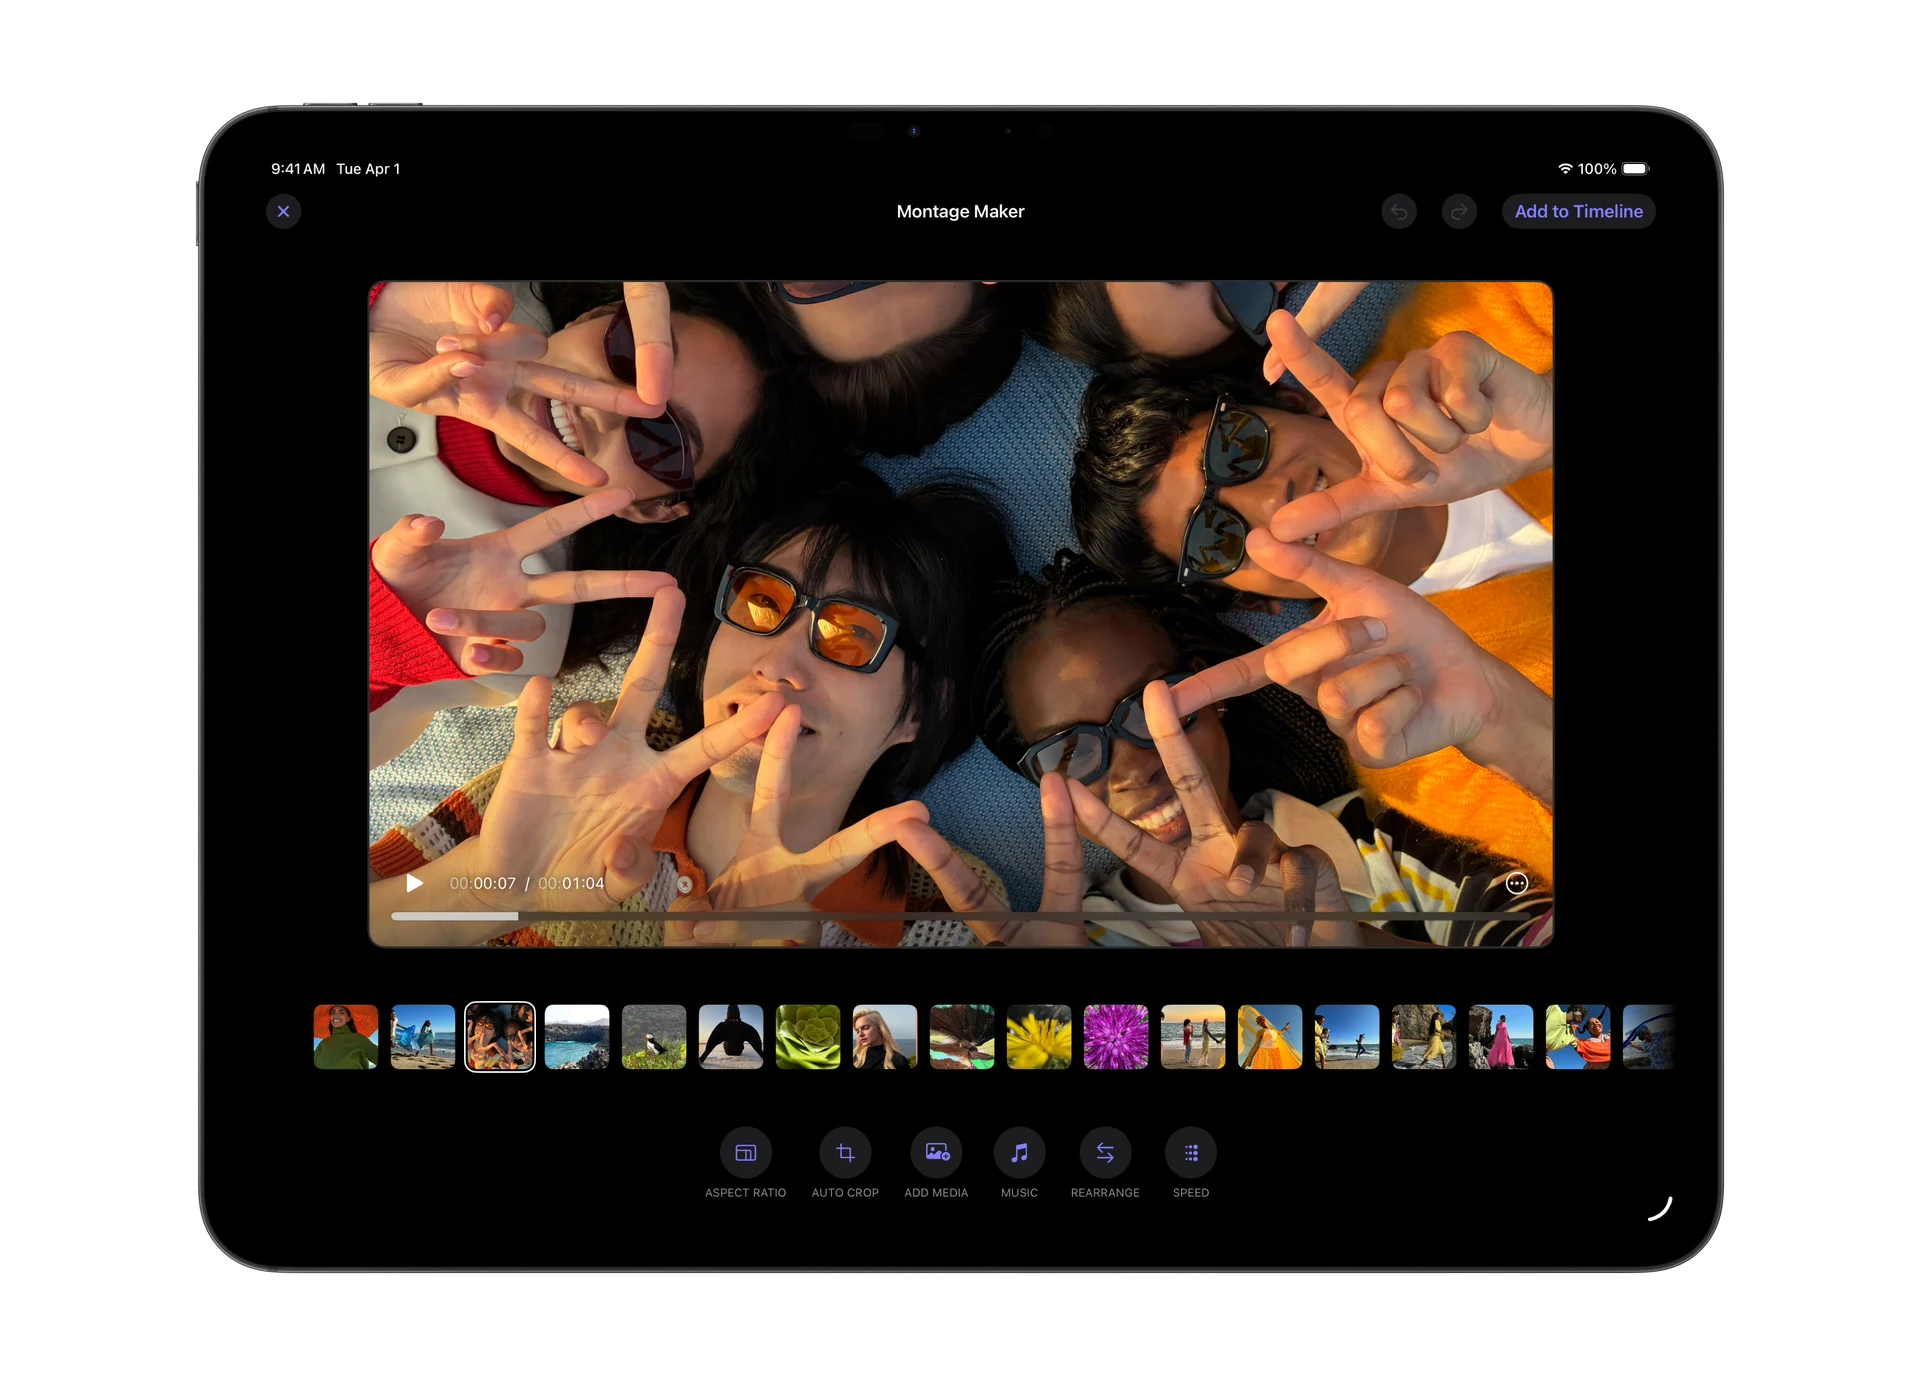 9:41 AM Tue Apr 1
100%
Montage Maker
Add to Timeline
00:00:07 / 00:01:04
ASPECT RATIO
AUTO CROP
ADD MEDIA
MUSIC
REARRANGE
SPEED